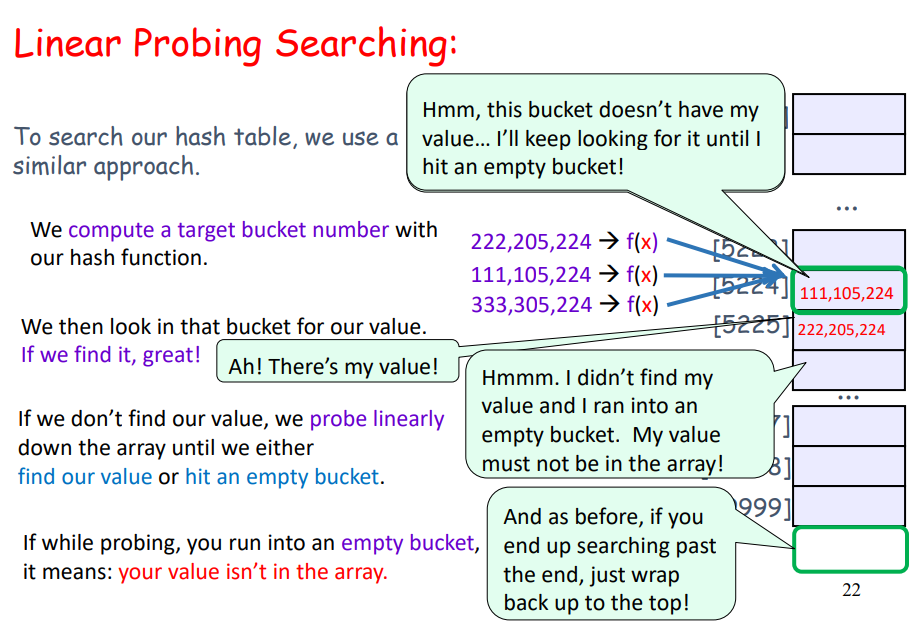 Linear Probing Searching:
To search our hash table, we use a
similar approach.
Hmm, this bucket doesn't have my
value… I'll keep looking for it until I
hit an empty bucket!
…
We compute a target bucket number with
our hash function.
222,205,224 → f(x)
111,105,224 → f(x)
333,305,224 → f(x)
[5224]
111,105,224
[5225]
222,205,224
We then look in that bucket for our value.
If we find it, great!
Ah! There's my value!
Hmmm. I didn't find my
value and I ran into an
empty bucket. My value
must not be in the array!
…
If we don't find our value, we probe linearly
down the array until we either
find our value or hit an empty bucket.
And as before, if you
end up searching past
the end, just wrap
back up to the top!
If while probing, you run into an empty bucket,
it means: your value isn't in the array.
22